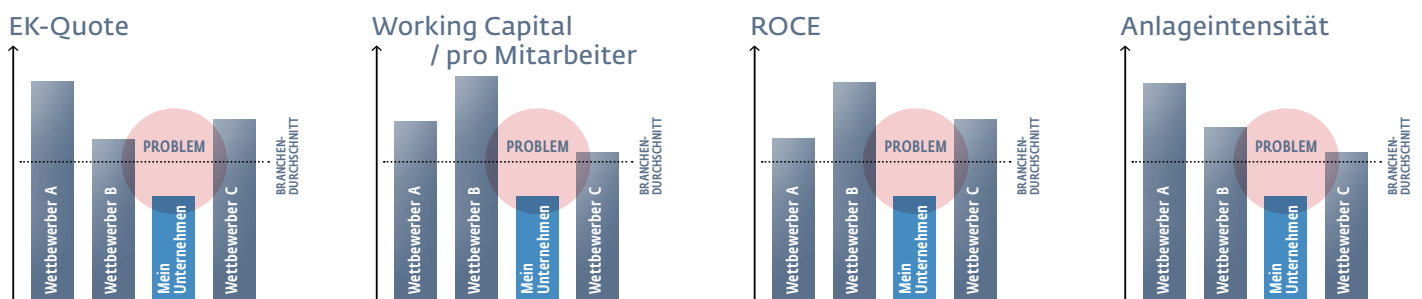 EK-Quote
PROBLEM
BRANCHEN-
DURCHSCHNITT
Wettbewerber A
Wettbewerber B
Mein
Unternehmen
Wettbewerber C
Working Capital
/ pro Mitarbeiter
PROBLEM
BRANCHEN-
DURCHSCHNITT
Wettbewerber A
Wettbewerber B
Mein
Unternehmen
Wettbewerber C
ROCE
PROBLEM
BRANCHEN-
DURCHSCHNITT
Wettbewerber A
Wettbewerber B
Mein
Unternehmen
Wettbewerber C
Anlageintensität
PROBLEM
BRANCHEN-
DURCHSCHNITT
Wettbewerber A
Wettbewerber B
Mein
Unternehmen
Wettbewerber C